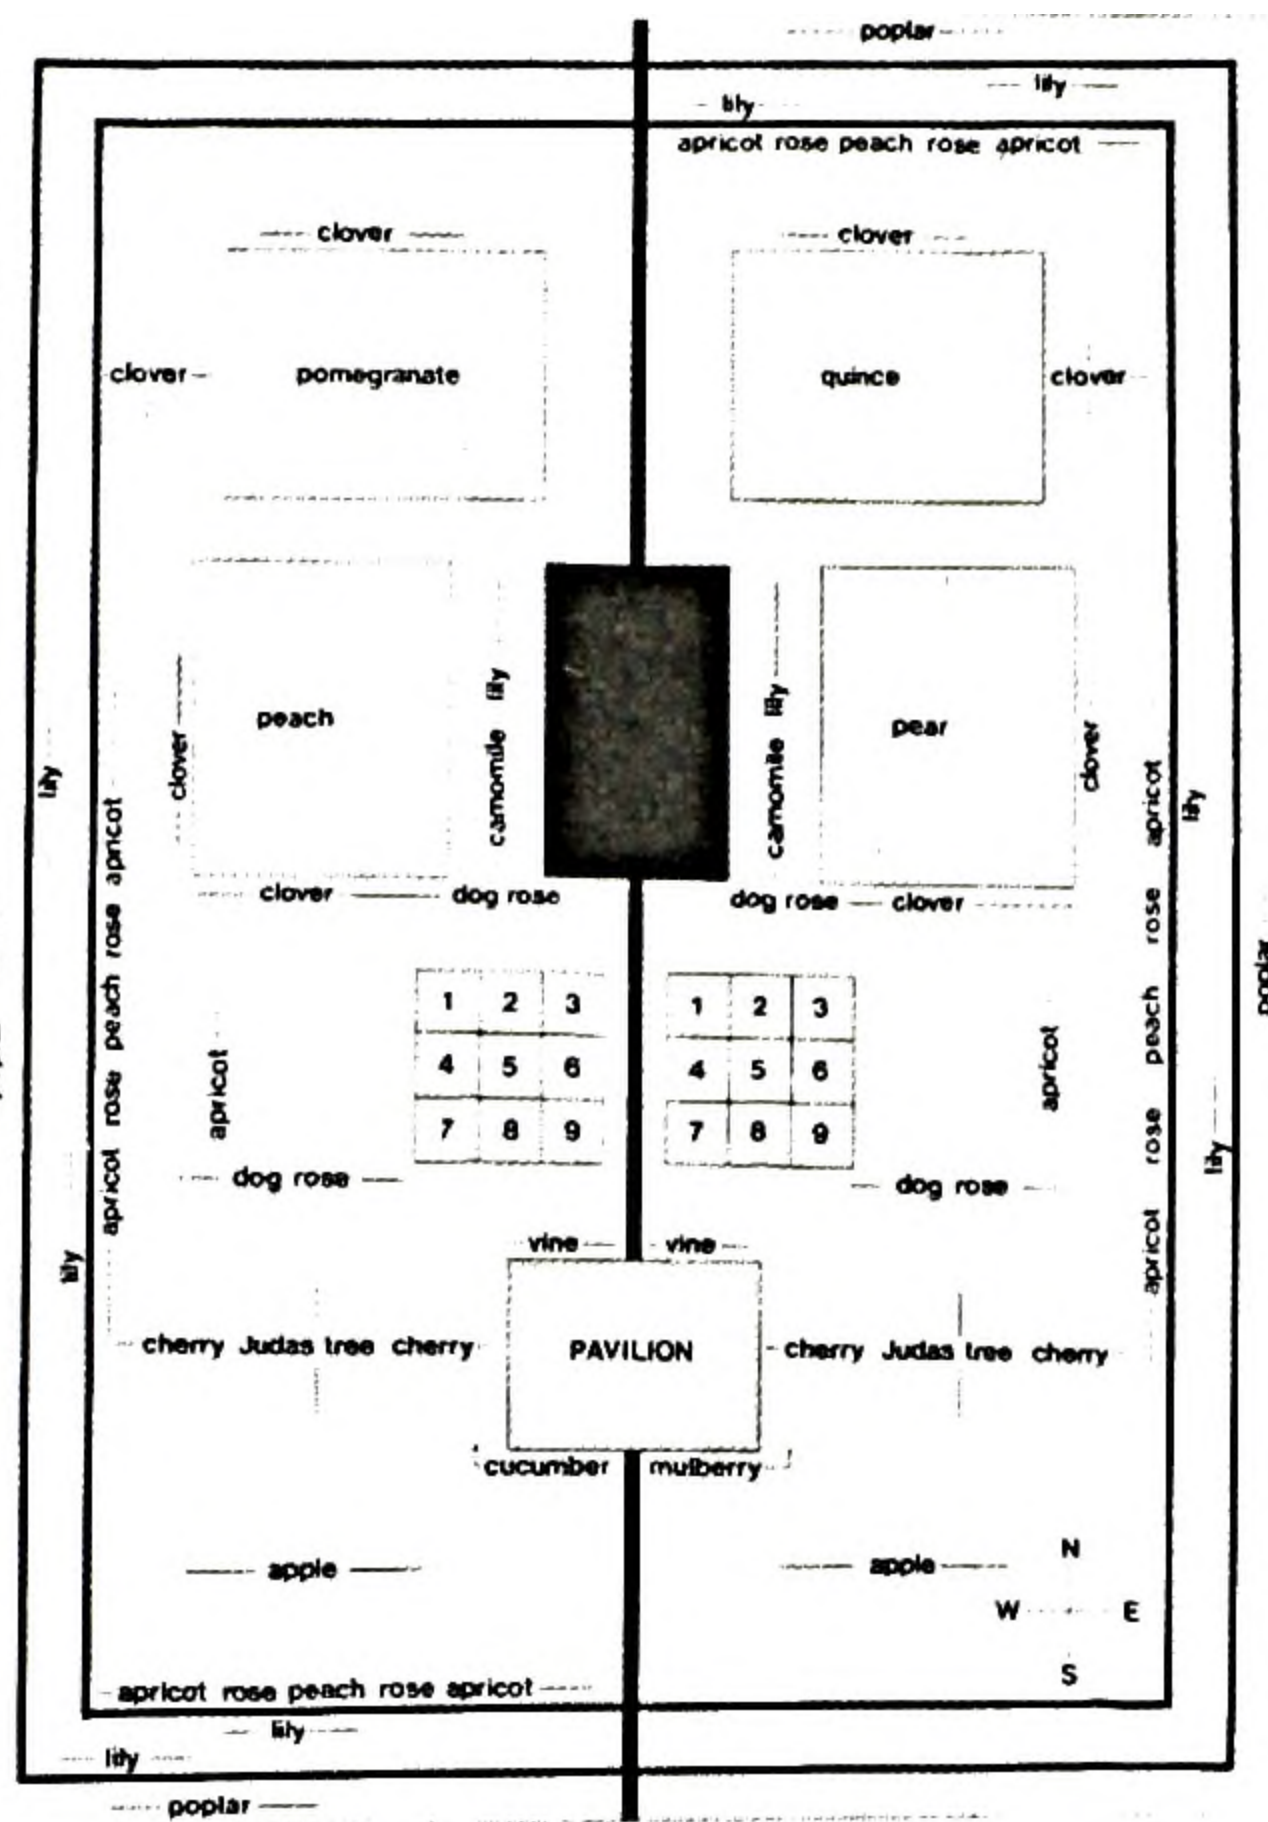 poplar
lily
lily
apricot rose peach rose apricot
clover
clover
clover
pomegranate
quince
clover
peach
clover
camomile lily
camomile lily
pear
clover
lily
lily
apricot rose peach rose apricot
apricot rose peach rose apricot
clover
dog rose
dog rose
clover
poplar
1 2 3
1 2 3
4 5 6
4 5 6
7 8 9
7 8 9
apricot
apricot
dog rose
dog rose
lily
lily
vine
vine
cherry Judas tree cherry
PAVILION
cherry Judas tree cherry
cucumber
mulberry
apple
apple
N
W
E
S
apricot rose peach rose apricot
lily
lily
poplar